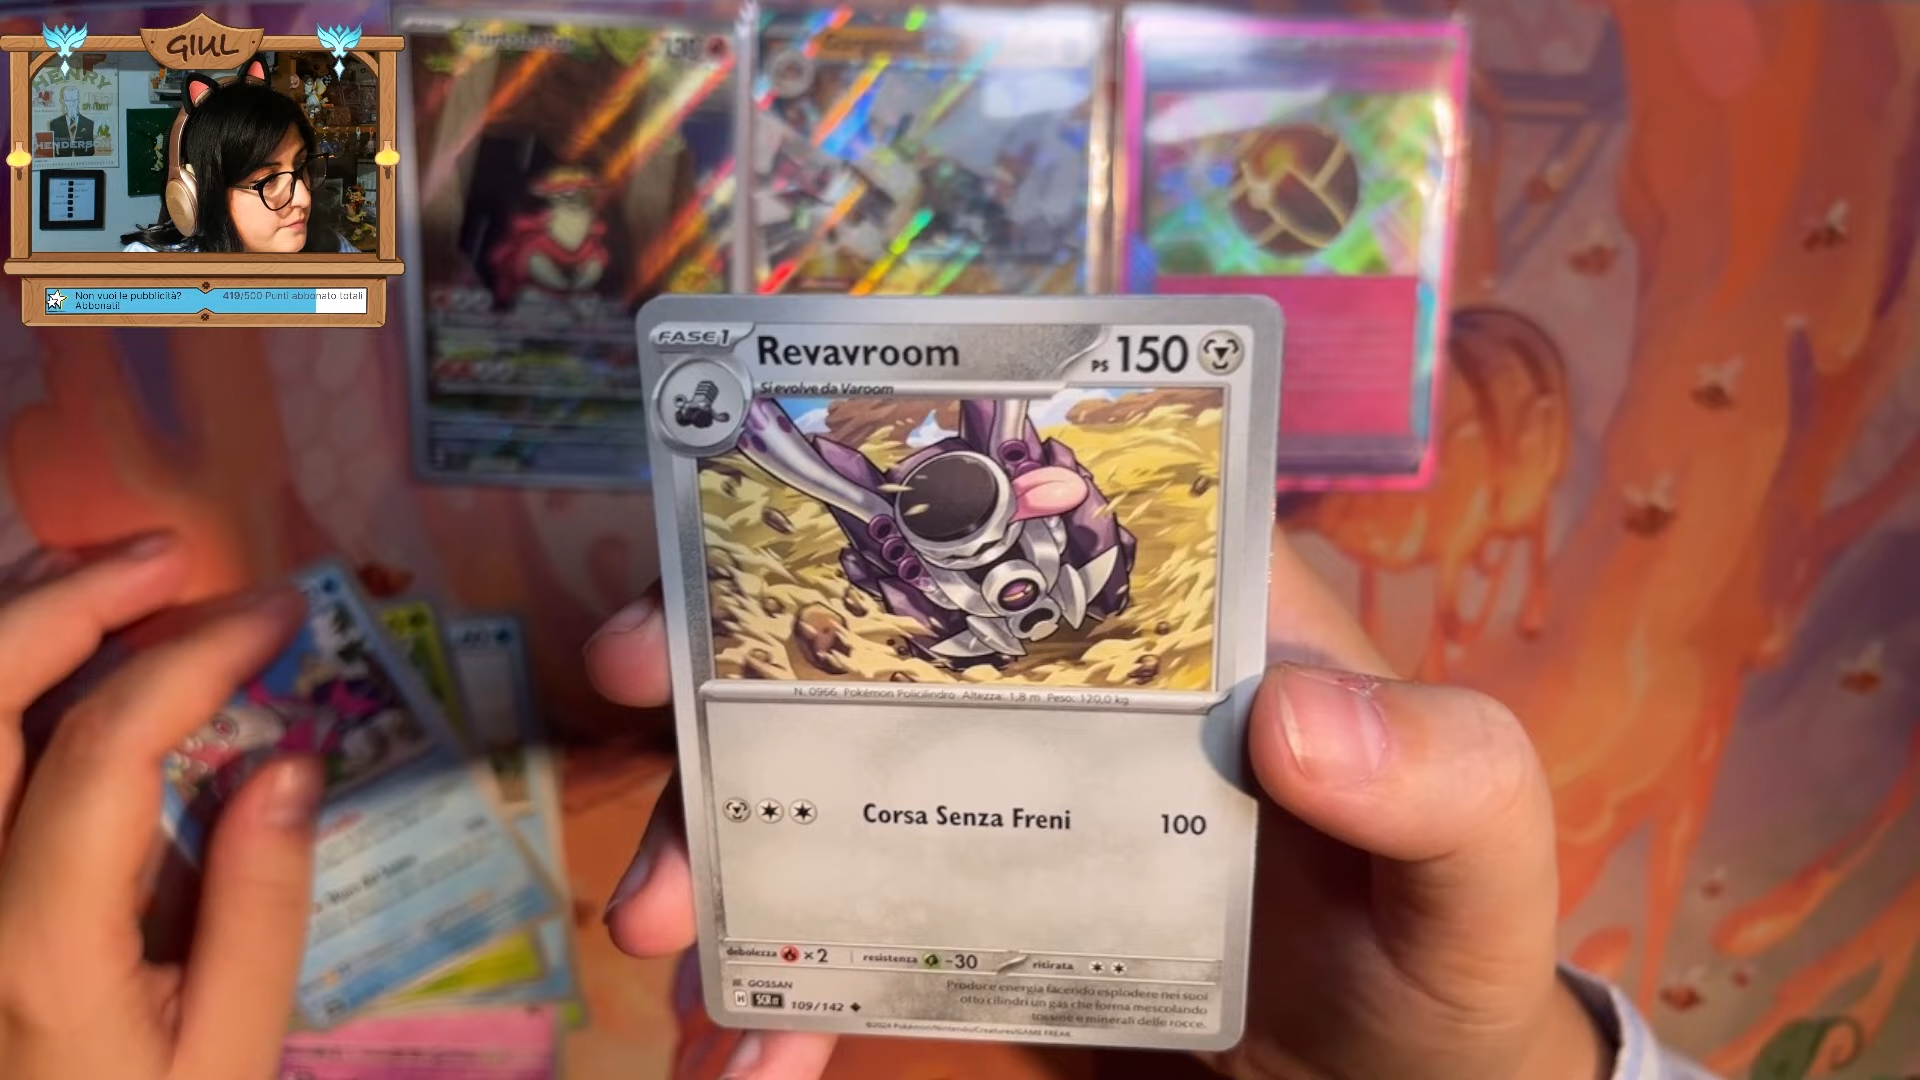 GIUL
HENRY
HENDERSON
Non vuoi le pubblicità?
Abbonati!
419/500 Punti abbonato totali
FASE 1
Revavroom
PS 150
Si evolve da Varoom
N. 0966 Pokémon Policilindro Altezza: 1,8 m Peso: 120,0 kg
Corsa Senza Freni 100
debolezza ×2 resistenza -30 ritirata
Ill. GOSSAN
H SCR IT 109/142
Produce energia facendo esplodere nei suoi
otto cilindri un gas che forma mescolando
tossine e minerali delle rocce.
©2024 Pokémon/Nintendo/Creatures/GAME FREAK